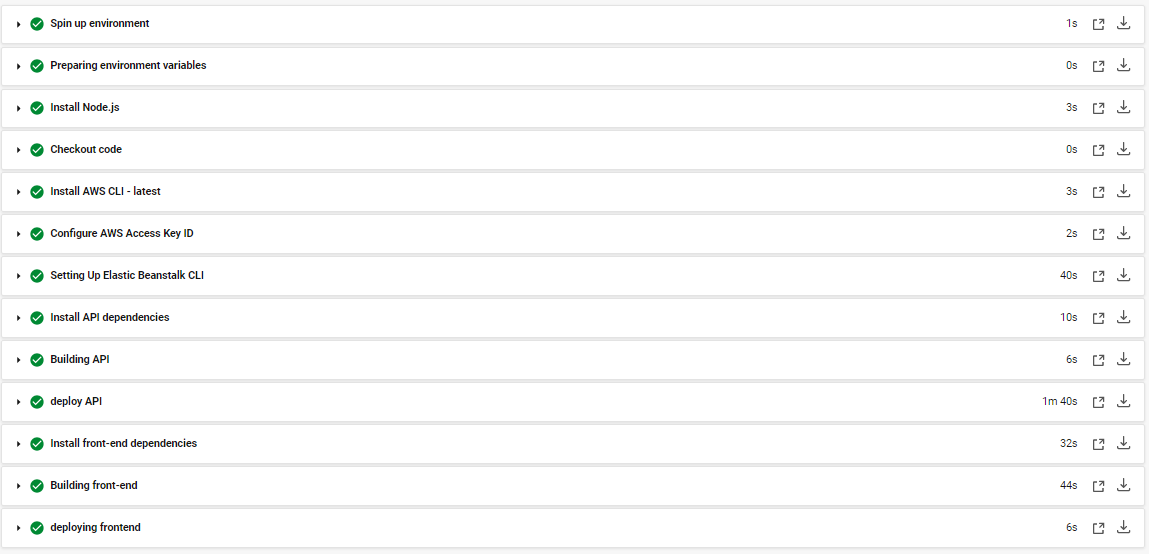 Spin up environment 1s
Preparing environment variables 0s
Install Node.js 3s
Checkout code 0s
Install AWS CLI - latest 3s
Configure AWS Access Key ID 2s
Setting Up Elastic Beanstalk CLI 40s
Install API dependencies 10s
Building API 6s
deploy API 1m 40s
Install front-end dependencies 32s
Building front-end 44s
deploying frontend 6s